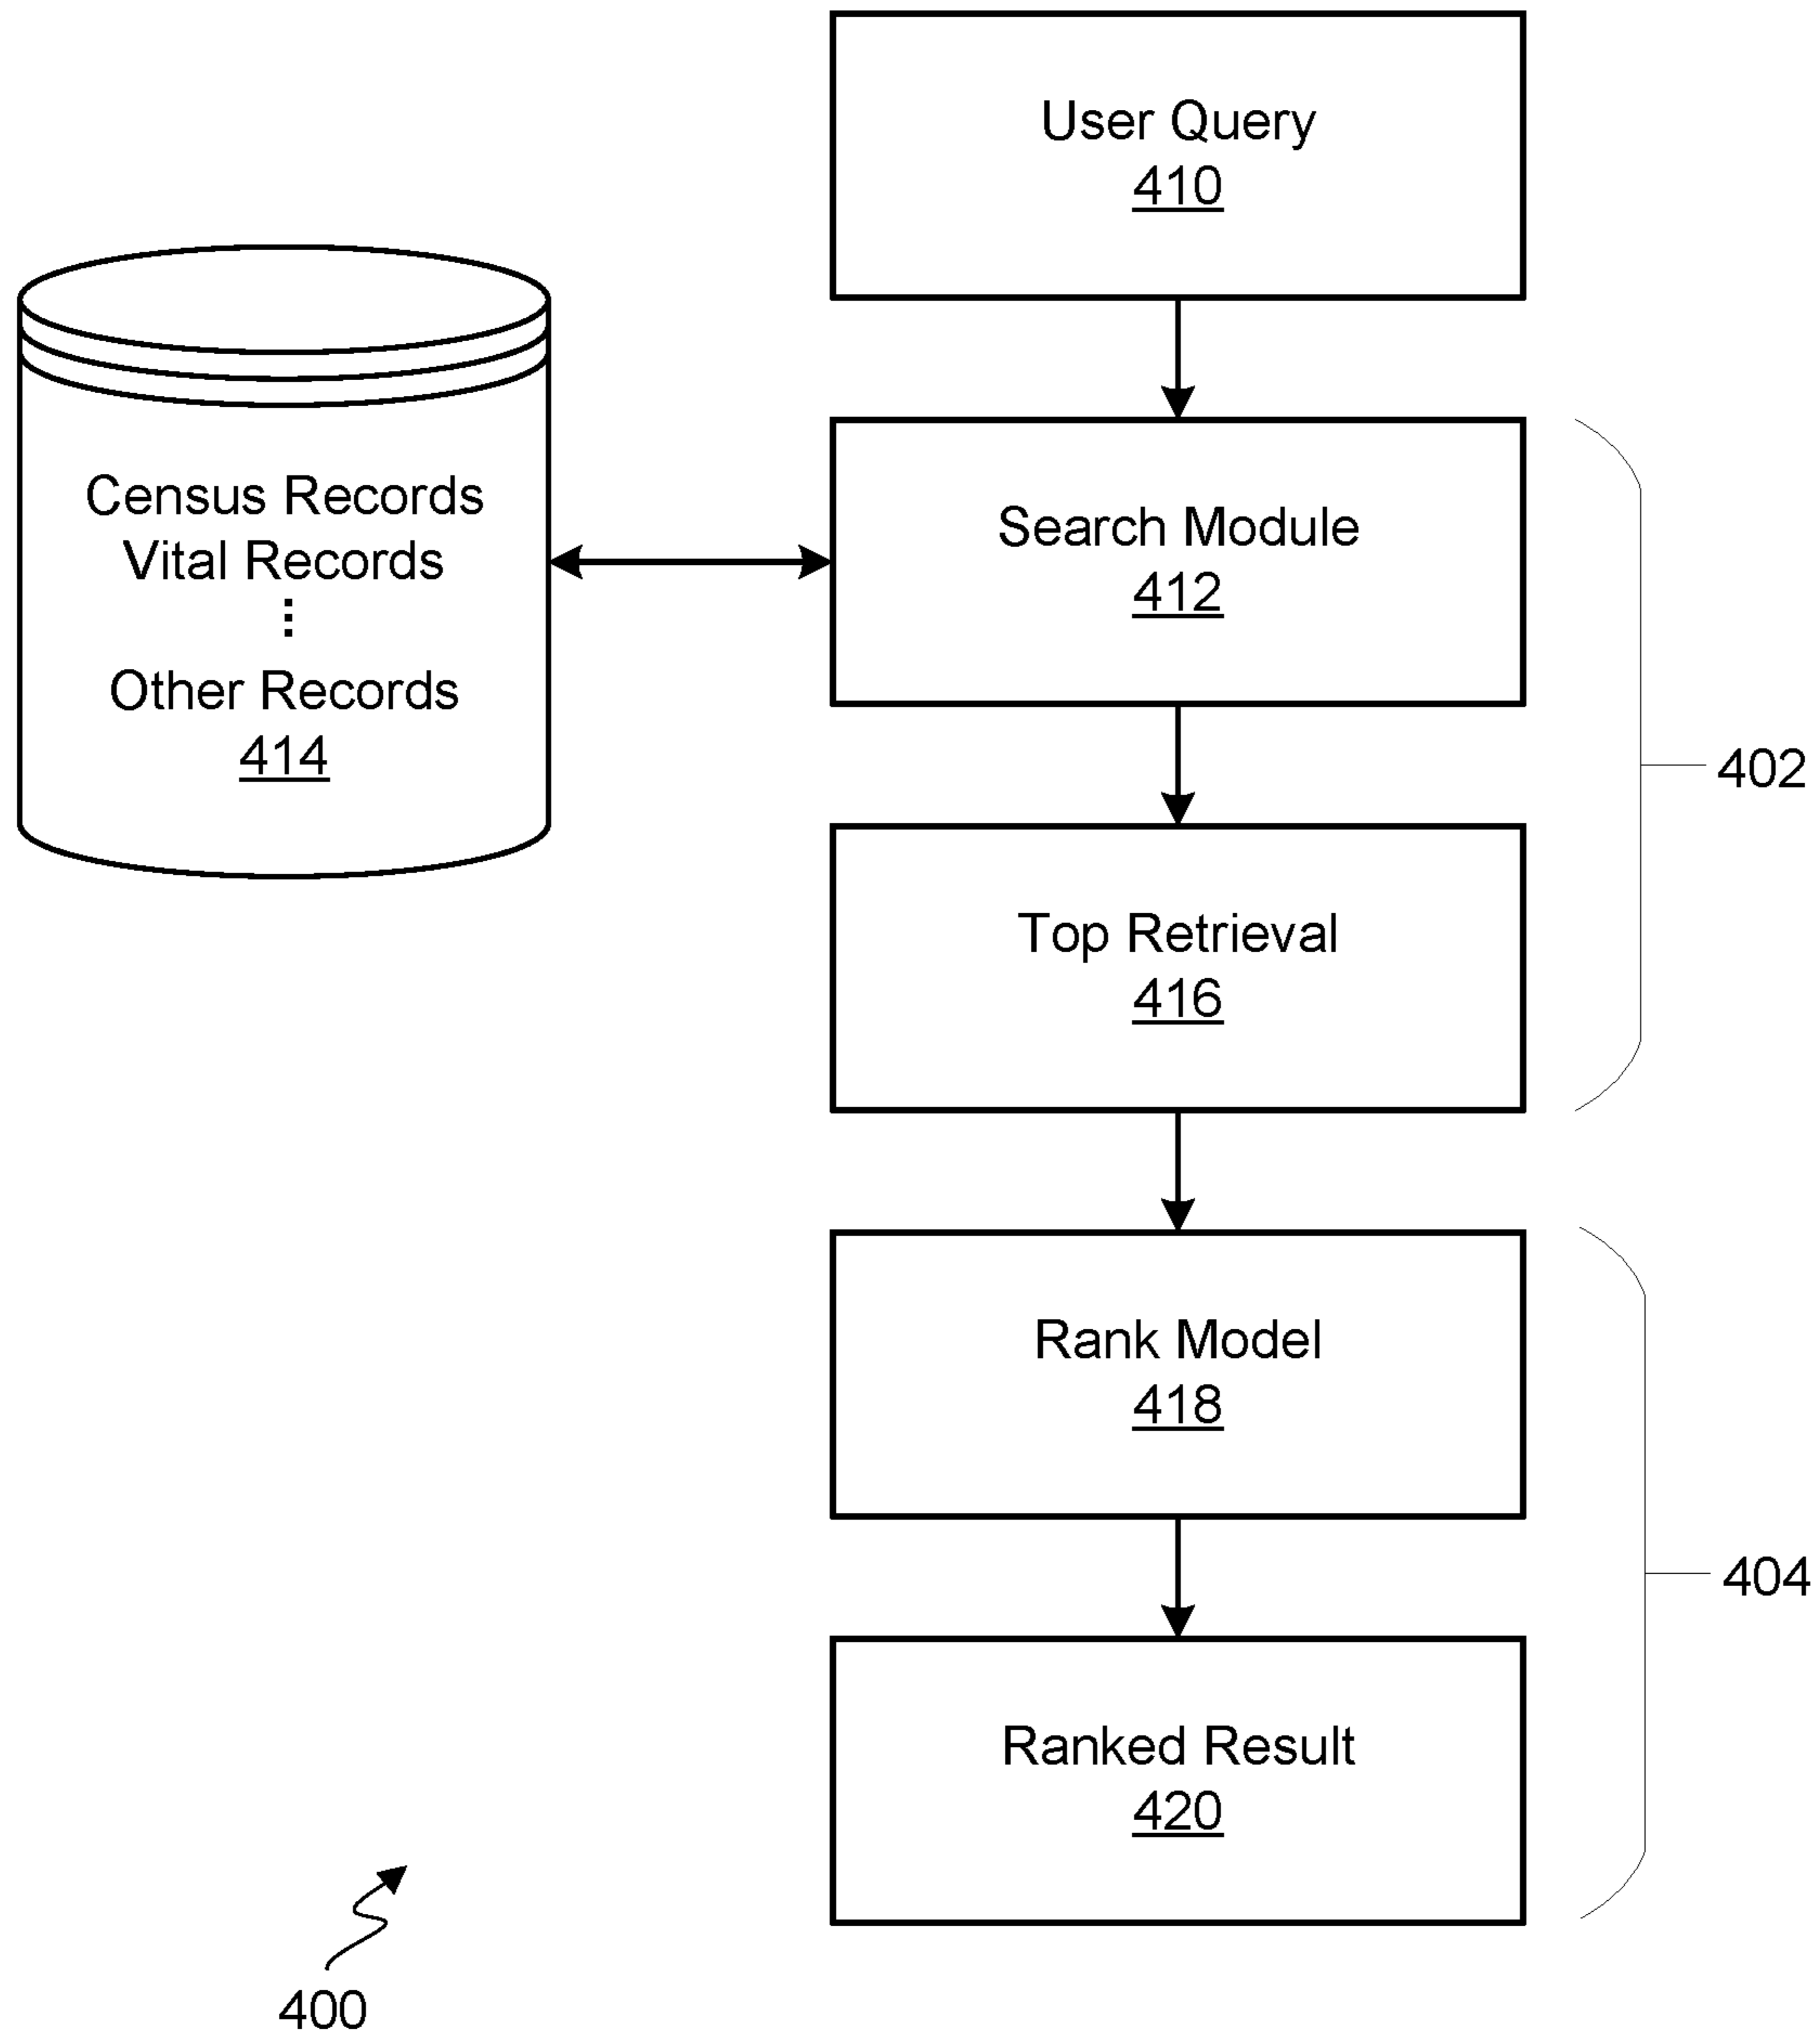 User Query
410
Census Records
Vital Records
⋮
Other Records
414
Search Module
412
402
Top Retrieval
416
Rank Model
418
404
Ranked Result
420
400